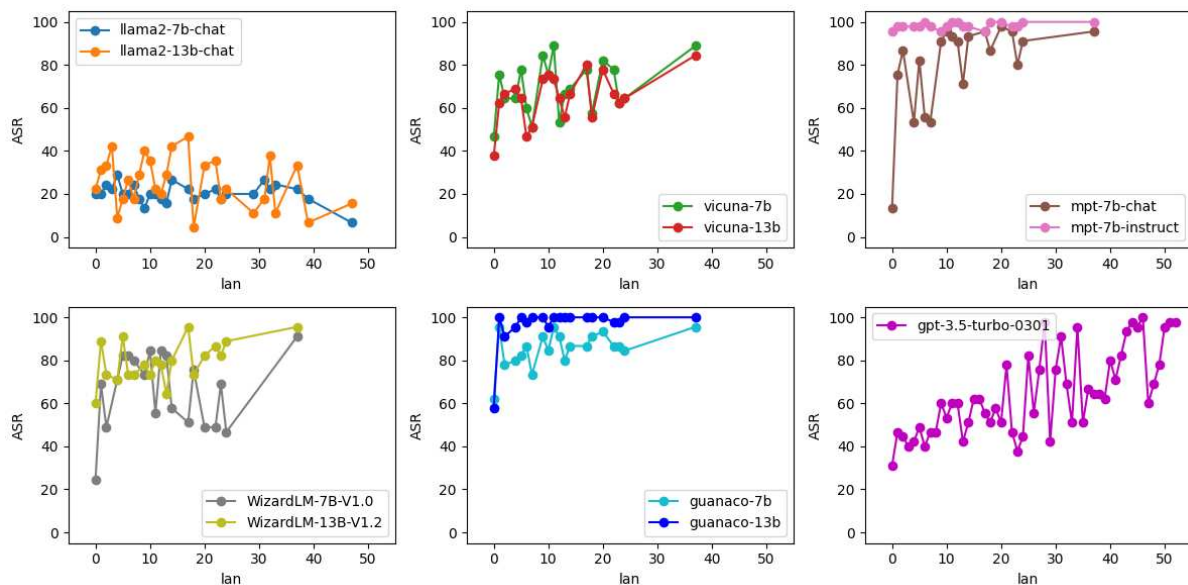 100
80
60
40
20
0
ASR
llama2-7b-chat
llama2-13b-chat
0 10 20 30 40 50
lan
100
80
60
40
20
0
ASR
vicuna-7b
vicuna-13b
0 10 20 30 40 50
lan
100
80
60
40
20
0
ASR
mpt-7b-chat
mpt-7b-instruct
0 10 20 30 40 50
lan
100
80
60
40
20
0
ASR
WizardLM-7B-V1.0
WizardLM-13B-V1.2
0 10 20 30 40 50
lan
100
80
60
40
20
0
ASR
guanaco-7b
guanaco-13b
0 10 20 30 40 50
lan
100
80
60
40
20
0
ASR
gpt-3.5-turbo-0301
0 10 20 30 40 50
lan